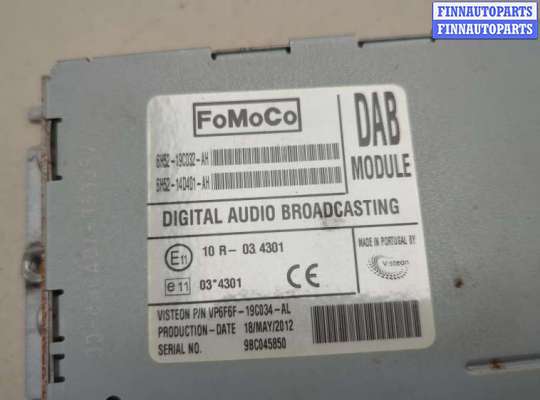 FINNAUTOPARTS
FINNAUTOPARTS
FoMoCo
DAB
MODULE
6H52-19C032-AH
6H52-14D401-AH
DIGITAL AUDIO BROADCASTING
E11
10 R- 03 4301
e 11
03*4301
CE
MADE IN PORTUGAL BY
Visteon
VISTEON P/N VP6F6F-19C034-AL
PRODUCTION-DATE 18/MAY/2012
SERIAL NO. 9BC045850